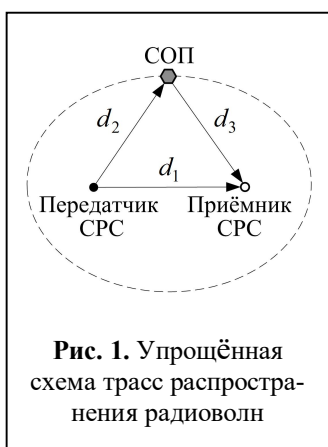 СОП
d₂
d₃
d₁
Передатчик Приёмник
СРС СРС
Рис. 1. Упрощённая
схема трасс распростра-
нения радиоволн